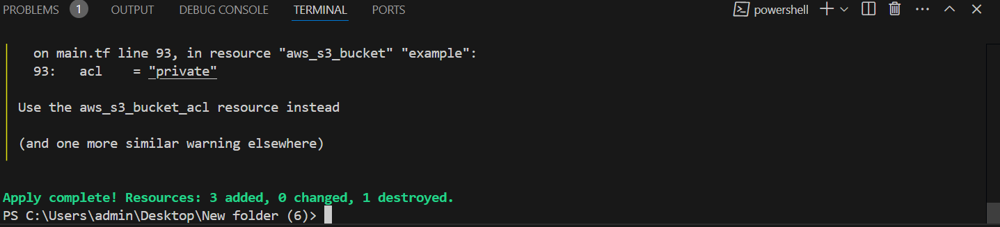 PROBLEMS 1 OUTPUT DEBUG CONSOLE TERMINAL PORTS powershell
on main.tf line 93, in resource "aws_s3_bucket" "example":
93: acl = "private"
Use the aws_s3_bucket_acl resource instead
(and one more similar warning elsewhere)
Apply complete! Resources: 3 added, 0 changed, 1 destroyed.
PS C:\Users\admin\Desktop\New folder (6)>